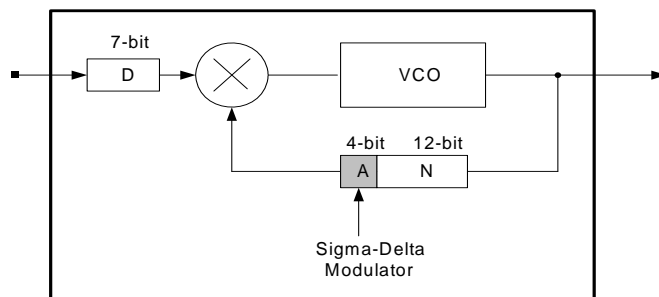 7-bit
D
VCO
4-bit
12-bit
A
N
Sigma-Delta
Modulator